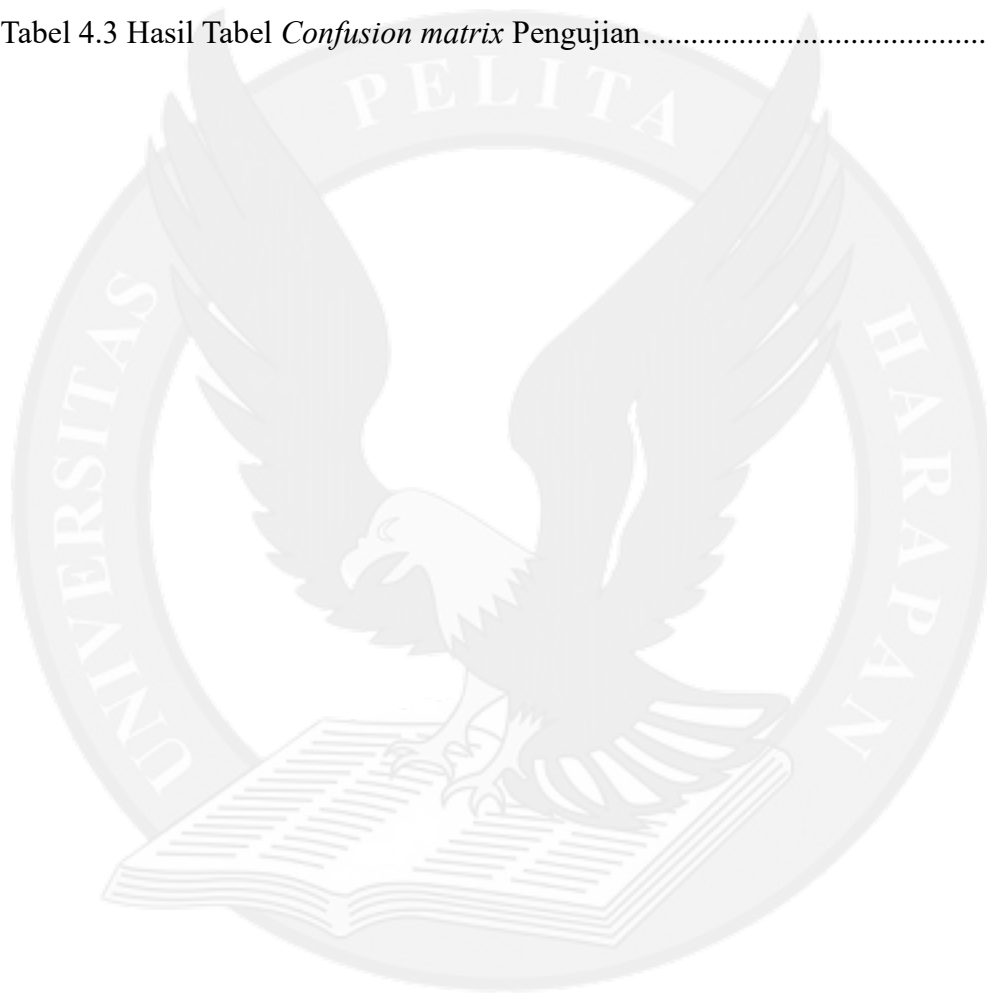 Tabel 4.3 Hasil Tabel Confusion matrix Pengujian.......................................
PELITA
UNIVERSITAS
HARAPAN